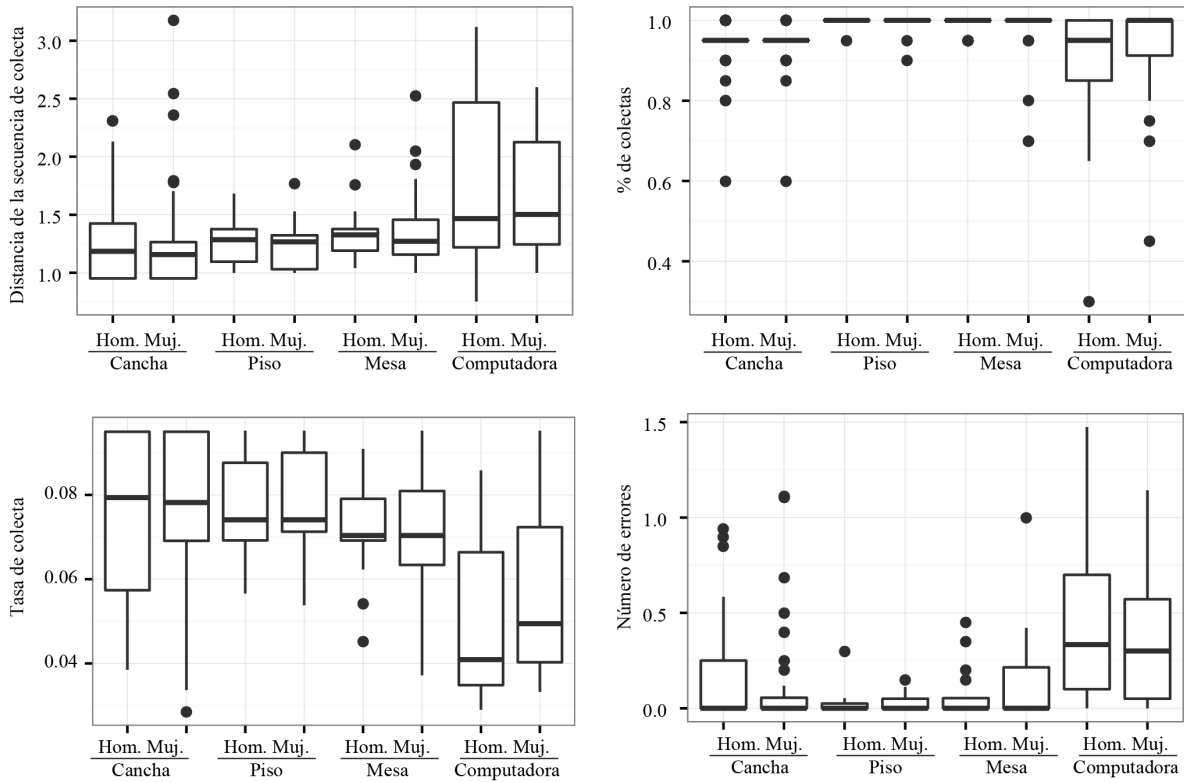 Distancia de la secuencia de colecta
3.0
2.5
2.0
1.5
1.0
Hom. Muj. Hom. Muj. Hom. Muj. Hom. Muj.
Cancha Piso Mesa Computadora
% de colectas
1.0
0.8
0.6
0.4
Hom. Muj. Hom. Muj. Hom. Muj. Hom. Muj.
Cancha Piso Mesa Computadora
Tasa de colecta
0.08
0.06
0.04
Hom. Muj. Hom. Muj. Hom. Muj. Hom. Muj.
Cancha Piso Mesa Computadora
Número de errores
1.5
1.0
0.5
0.0
Hom. Muj. Hom. Muj. Hom. Muj. Hom. Muj.
Cancha Piso Mesa Computadora